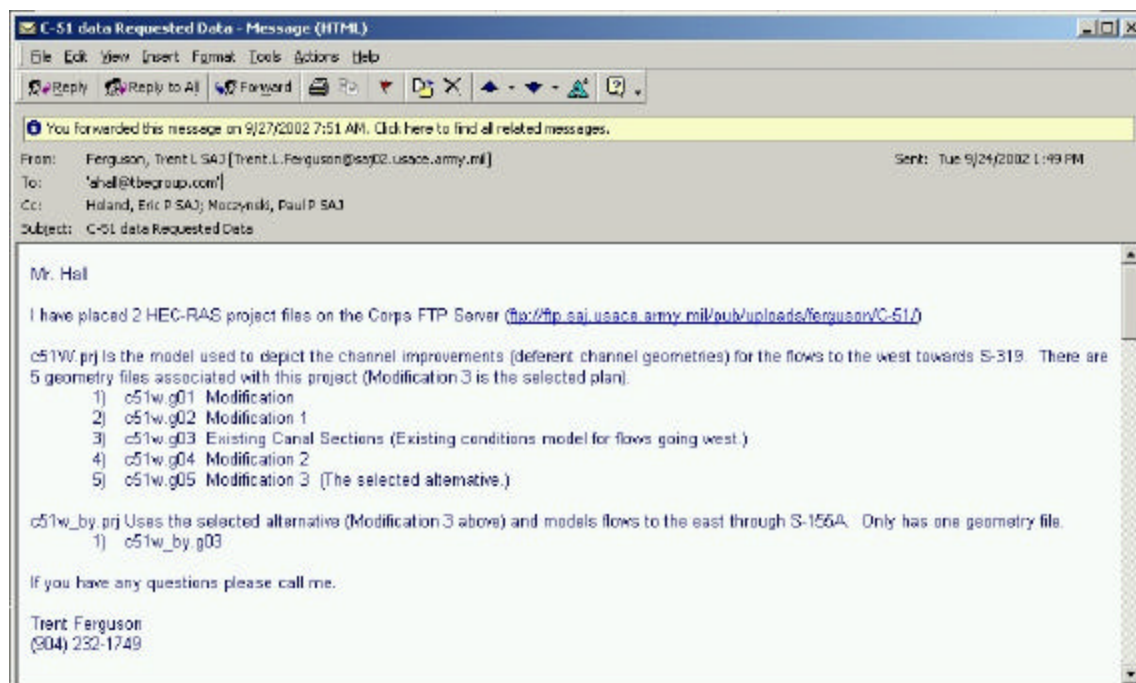 C-51 data Requested Data - Message (HTML)
File Edit View Insert Format Tools Actions Help
Reply Reply to All Forward
You forwarded this message on 9/27/2002 7:51 AM. Click here to find all related messages.
From: Ferguson, Trent L SAJ [Trent.L.Ferguson@saj02.usace.army.mil] Sent: Tue 9/24/2002 1:49 PM
To: 'ahall@tbegroup.com'
Cc: Holand, Eric P SAJ; Moczynski, Paul P SAJ
Subject: C-51 data Requested Data
Mr. Hall
I have placed 2 HEC-RAS project files on the Corps FTP Server (ftp://ftp.saj.usace.army.mil/pub/uploads/ferguson/C-51/)
c51W.prj Is the model used to depict the channel improvements (deferent channel geometries) for the flows to the west towards S-319. There are
5 geometry files associated with this project (Modification 3 is the selected plan).
1) c51w.g01 Modification
2) c51w.g02 Modification 1
3) c51w.g03 Existing Canal Sections (Existing conditions model for flows going west.)
4) c51w.g04 Modification 2
5) c51w.g05 Modification 3 (The selected alternative.)
c51w_by.prj Uses the selected alternative (Modification 3 above) and models flows to the east through S-155A. Only has one geometry file.
1) c51w_by.g03
If you have any questions please call me.
Trent Ferguson
(904) 232-1749